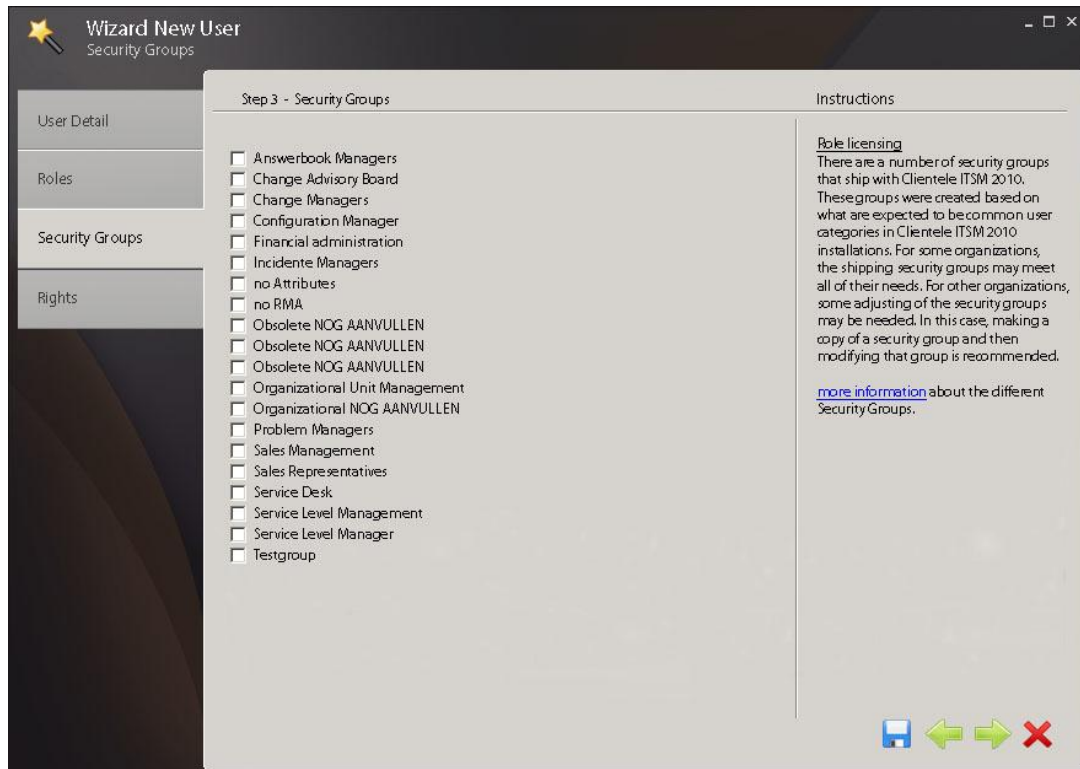 Wizard New User
Security Groups
User Detail
Roles
Security Groups
Rights
Step 3 - Security Groups
Answerbook Managers
Change Advisory Board
Change Managers
Configuration Manager
Financial administration
Incidente Managers
no Attributes
no RMA
Obsolete NOG AANVULLEN
Obsolete NOG AANVULLEN
Obsolete NOG AANVULLEN
Organizational Unit Management
Organizational NOG AANVULLEN
Problem Managers
Sales Management
Sales Representatives
Service Desk
Service Level Management
Service Level Manager
Testgroup
Instructions
Role licensing
There are a number of security groups
that ship with Clientele ITSM 2010.
These groups were created based on
what are expected to be common user
categories in Clientele ITSM 2010
installations. For some organizations,
the shipping security groups may meet
all of their needs. For other organizations,
some adjusting of the security groups
may be needed. In this case, making a
copy of a security group and then
modifying that group is recommended.
more information about the different
Security Groups.